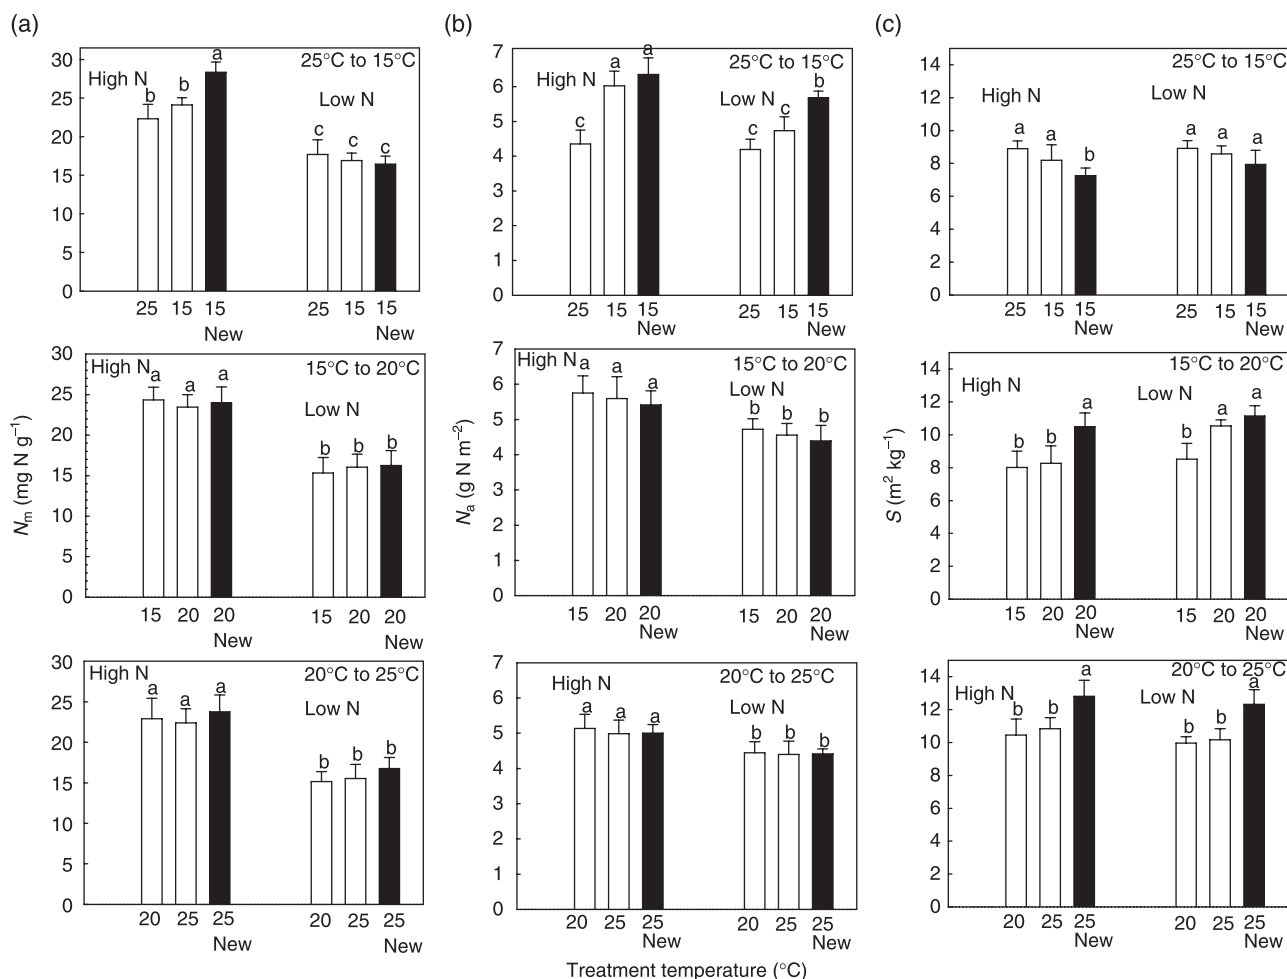 (a) (b) (c)
30
25
20
15
10
5
0
High N
25°C to 15°C
Low N
b b a c c c
25 15 15 25 15 15
New New
7
6
5
4
3
2
1
0
High N
25°C to 15°C
Low N
c a a c c b
25 15 15 25 15 15
New New
14
12
10
8
6
4
2
0
25°C to 15°C
High N Low N
a a b a a a
25 15 15 25 15 15
New New
N_m (mg N g⁻¹)
30
25
20
15
10
5
0
High N
15°C to 20°C
Low N
a a a b b b
15 20 20 15 20 20
New New
N_a (g N m⁻²)
7
6
5
4
3
2
1
0
High N
15°C to 20°C
Low N
a a a b b b
15 20 20 15 20 20
New New
S (m² kg⁻¹)
14
12
10
8
6
4
2
0
15°C to 20°C
High N Low N
b b a b a a
15 20 20 15 20 20
New New
30
25
20
15
10
5
0
High N
20°C to 25°C
Low N
a a a b b b
20 25 25 20 25 25
New New
7
6
5
4
3
2
1
0
20°C to 25°C
High N
Low N
a a a b b b
20 25 25 20 25 25
New New
14
12
10
8
6
4
2
0
20°C to 25°C
High N Low N
b b a b b a
20 25 25 20 25 25
New New
Treatment temperature (°C)